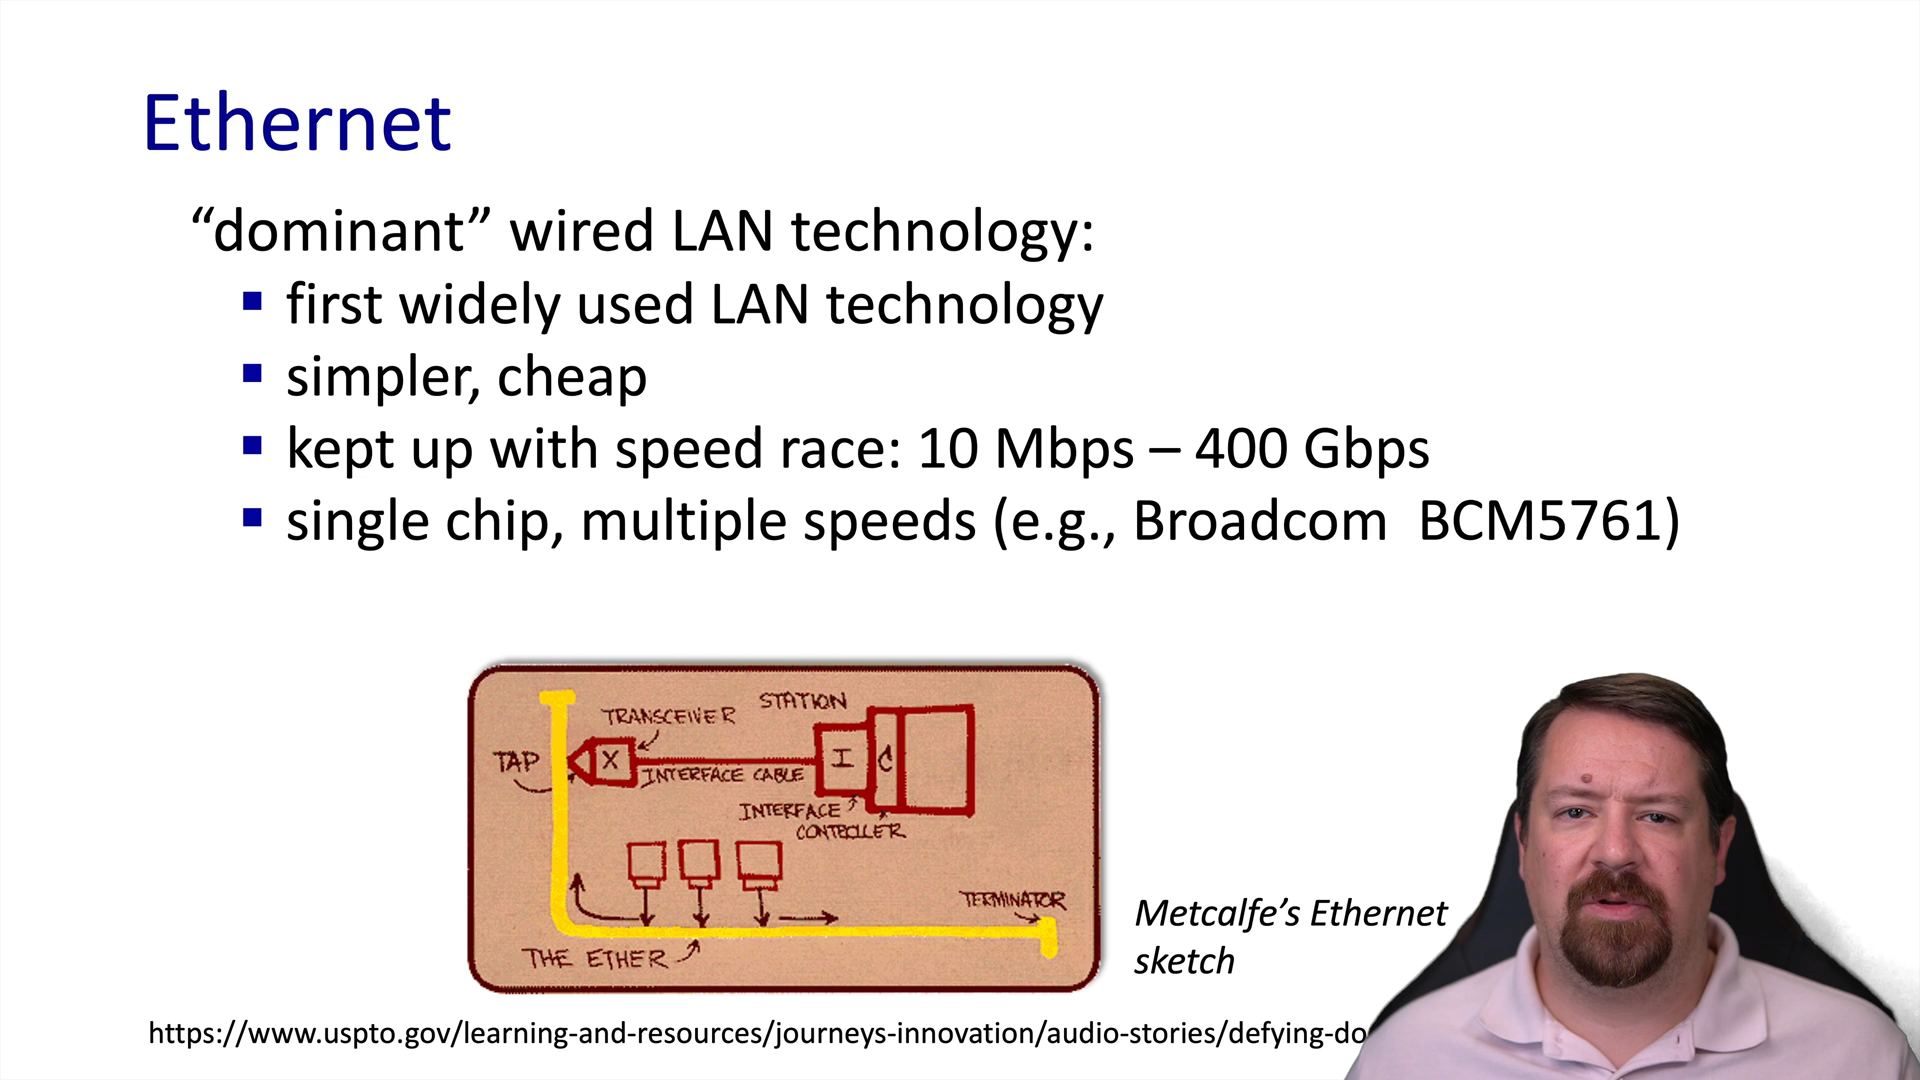 Ethernet
“dominant” wired LAN technology:
▪ first widely used LAN technology
▪ simpler, cheap
▪ kept up with speed race: 10 Mbps – 400 Gbps
▪ single chip, multiple speeds (e.g., Broadcom BCM5761)
STATION
TRANSCEIVER
TAP
X
I
C
INTERFACE CABLE
INTERFACE
CONTROLLER
TERMINATOR
THE ETHER
Metcalfe’s Ethernet
sketch
https://www.uspto.gov/learning-and-resources/journeys-innovation/audio-stories/defying-do